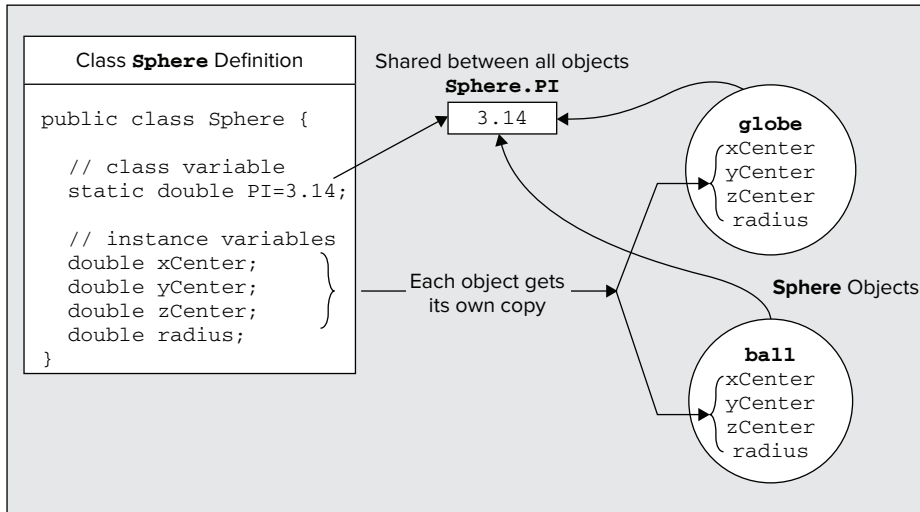 Class Sphere Definition
public class Sphere {
// class variable
static double PI=3.14;
// instance variables
double xCenter;
double yCenter;
double zCenter;
double radius;
}
Shared between all objects
Sphere.PI
3.14
Each object gets
its own copy
globe
xCenter
yCenter
zCenter
radius
Sphere Objects
ball
xCenter
yCenter
zCenter
radius